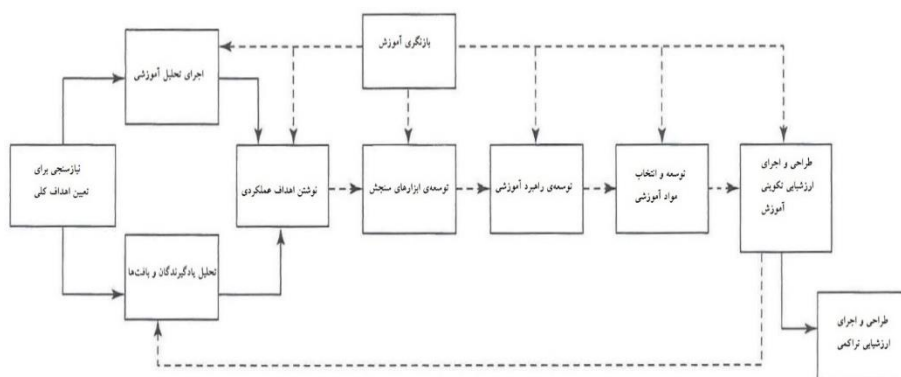 بازنگری آموزش
اجرای تحلیل آموزشی
نیازسنجی برای
تعیین اهداف کلی
نوشتن اهداف عملکردی
توسعه‌ی ابزارهای سنجش
توسعه‌ی راهبرد آموزشی
توسعه و انتخاب
مواد آموزشی
طراحی و اجرای
ارزشیابی تکوینی
آموزش
تحلیل یادگیرندگان و بافت‌ها
طراحی و اجرای
ارزشیابی تراکمی